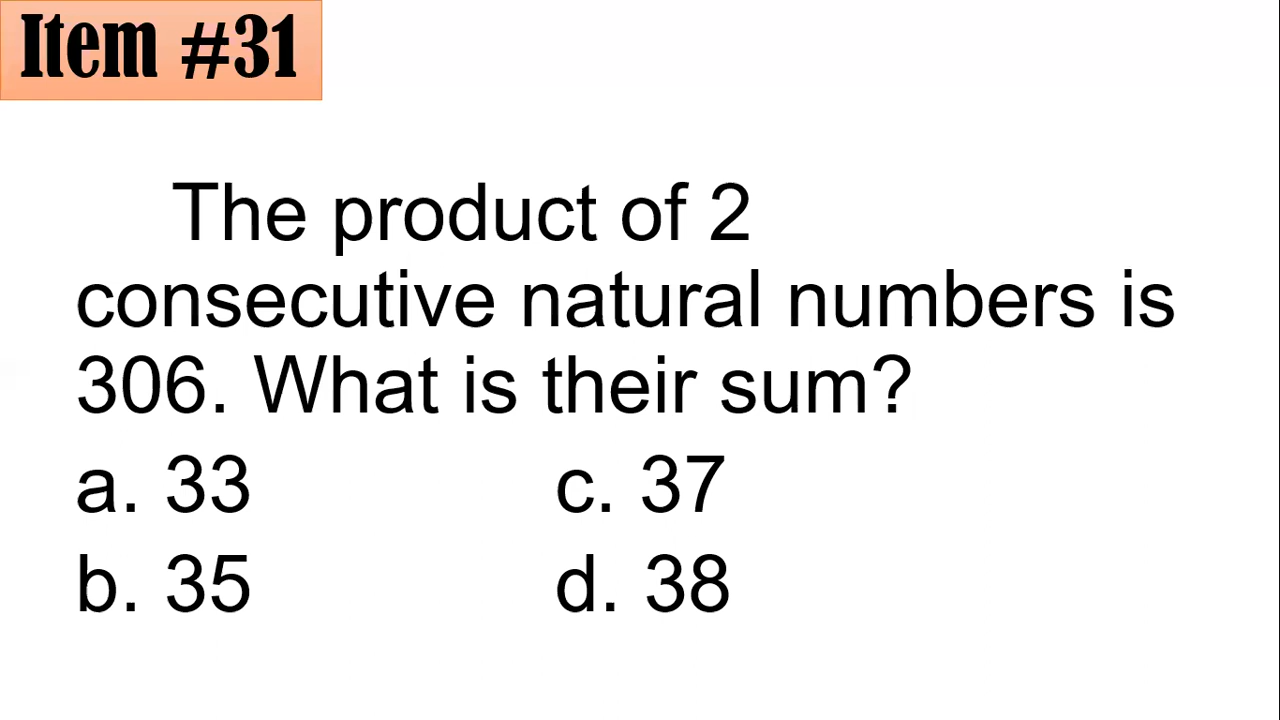 Item #31
The product of 2
consecutive natural numbers is
306. What is their sum?
a. 33 c. 37
b. 35 d. 38